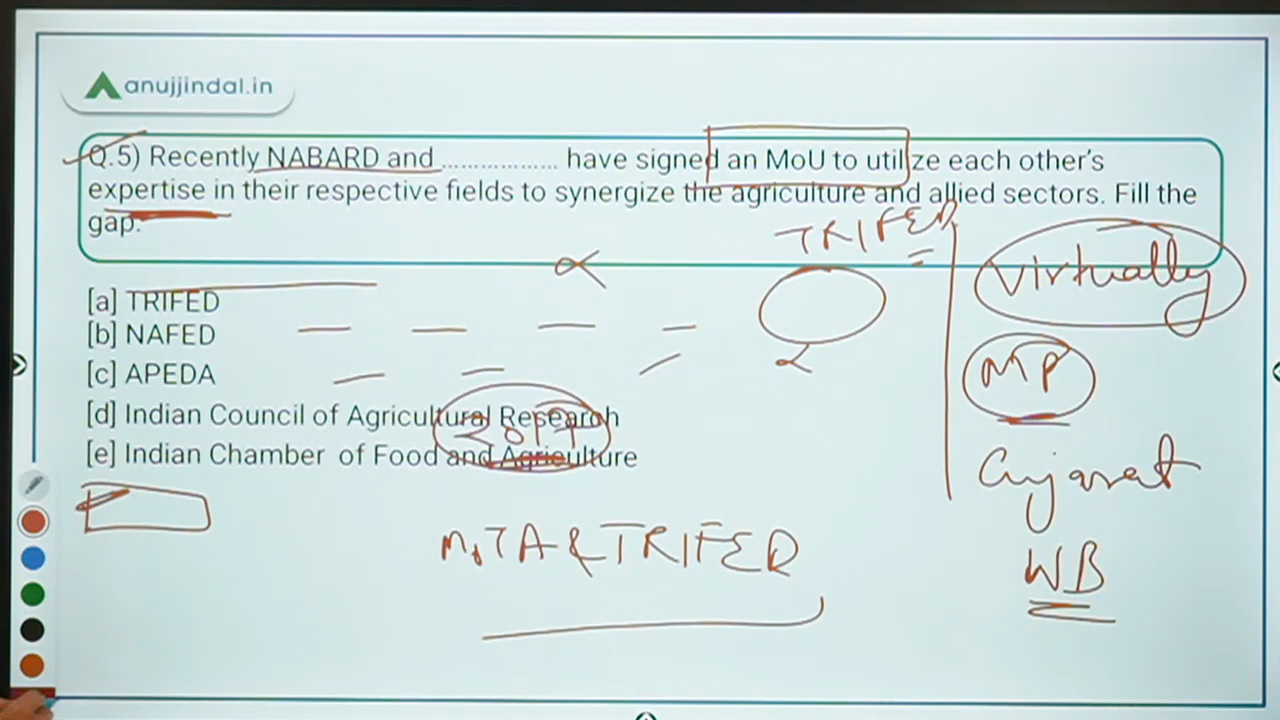 anujjindal.in
Q.5) Recently NABARD and .................. have signed an MoU to utilize each other's
expertise in their respective fields to synergize the agriculture and allied sectors. Fill the
gap.
TRIFED
virtually
[a] TRIFED
[b] NAFED
[c] APEDA
MP
[d] Indian Council of Agricultural Research
2017
[e] Indian Chamber of Food and Agriculture
Gujarat
MoTA & TRIFED
WB